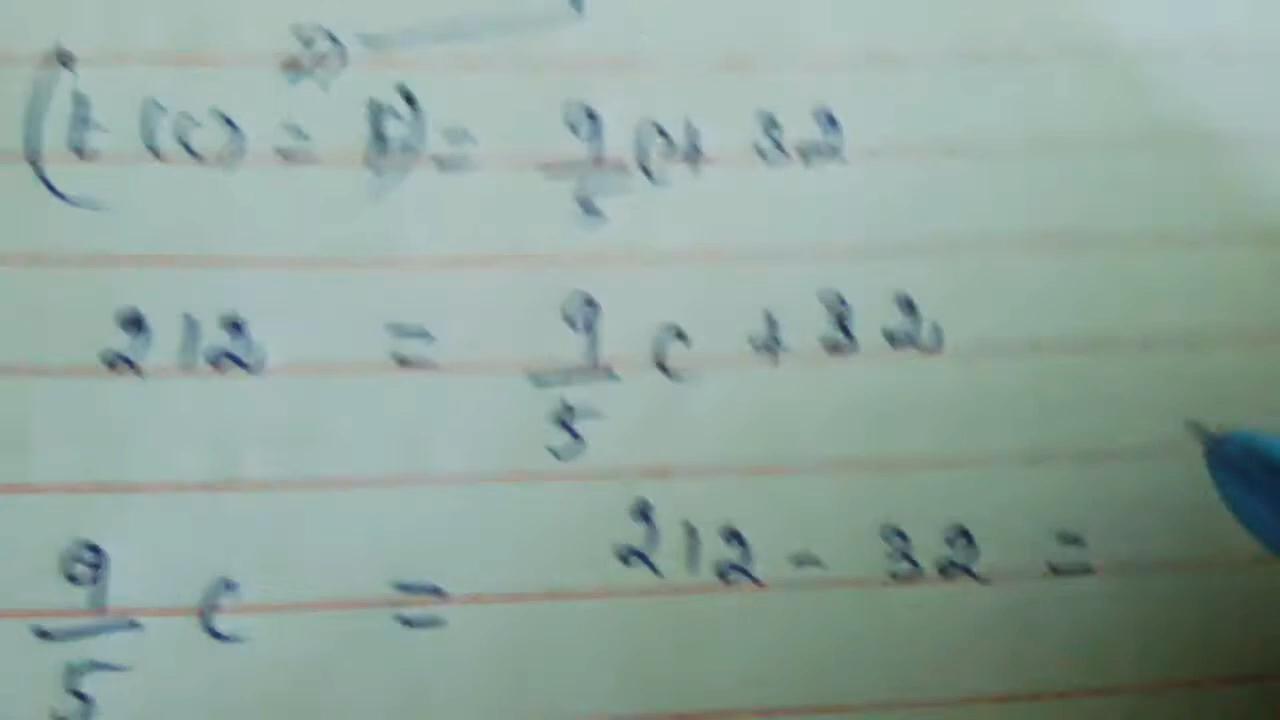 t(C) = = 9/5 C + 32
212 = 9/5 C + 32
9/5 C = 212 - 32 =